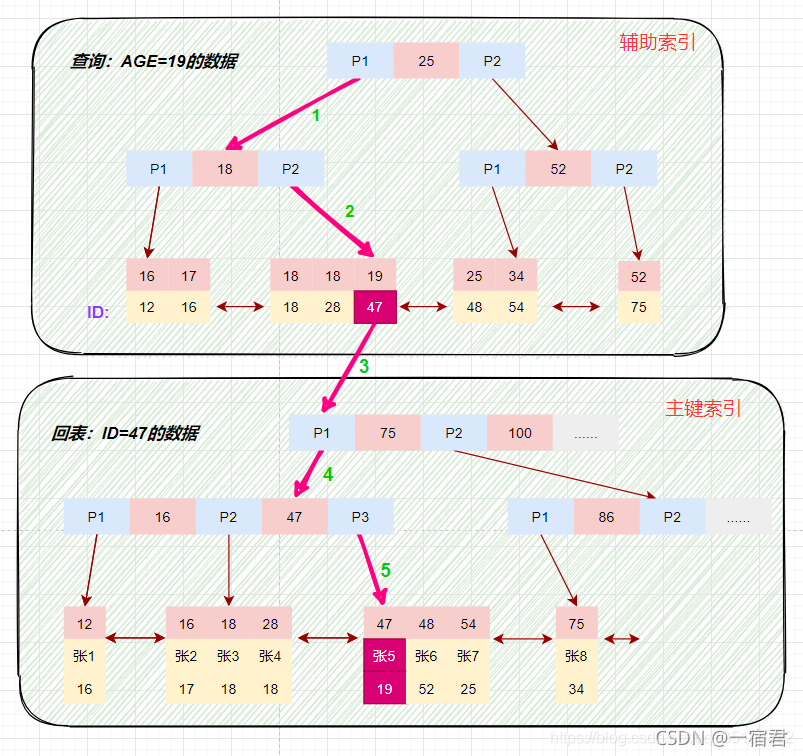 辅助索引
查询：AGE=19的数据
P1 25 P2
1
P1 18 P2
P1 52 P2
2
16 17 18 18 19 25 34 52
ID: 12 16 18 28 47 48 54 75
3
主键索引
回表：ID=47的数据
P1 75 P2 100 ......
4
P1 16 P2 47 P3
P1 86 P2 ......
5
12 16 18 28 47 48 54 75
张1 张2 张3 张4 张5 张6 张7 张8
16 17 18 18 19 52 25 34
CSDN @一宿君